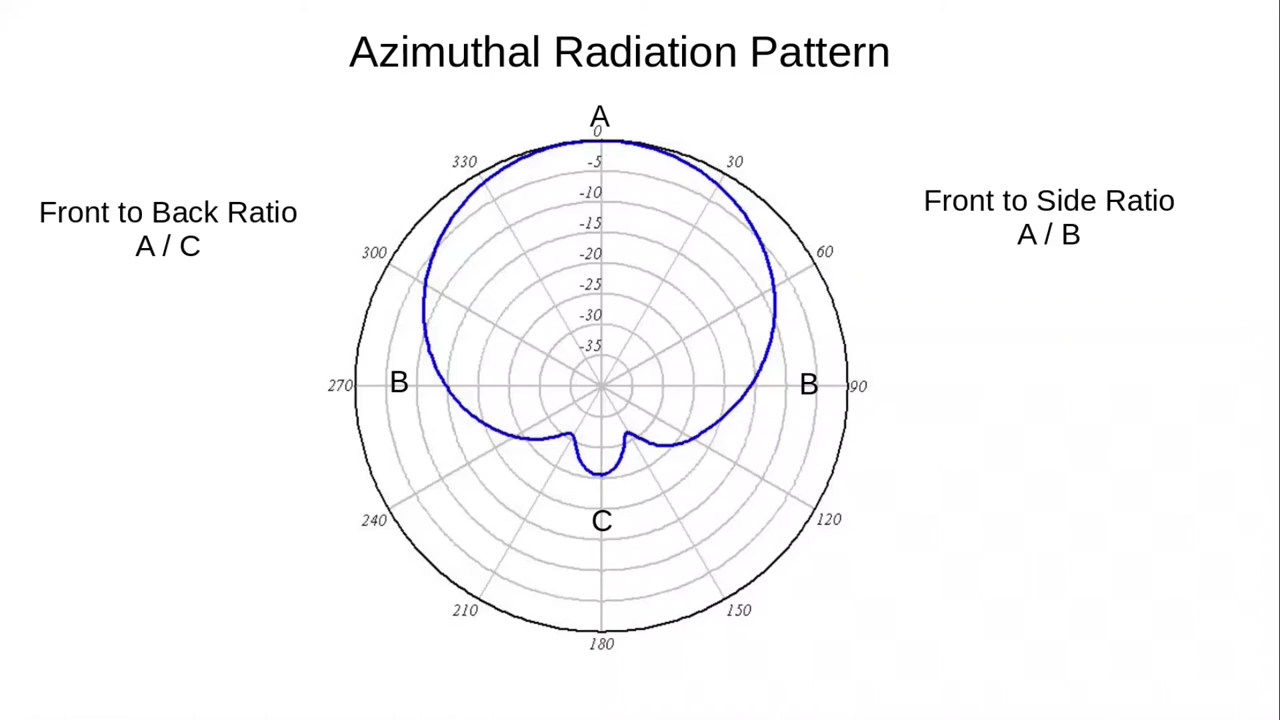 Azimuthal Radiation Pattern
A
0
330
30
-5
-10
Front to Back Ratio
A / C
Front to Side Ratio
A / B
-15
300
60
-20
-25
-30
-35
270
B
B
90
C
240
120
210
150
180